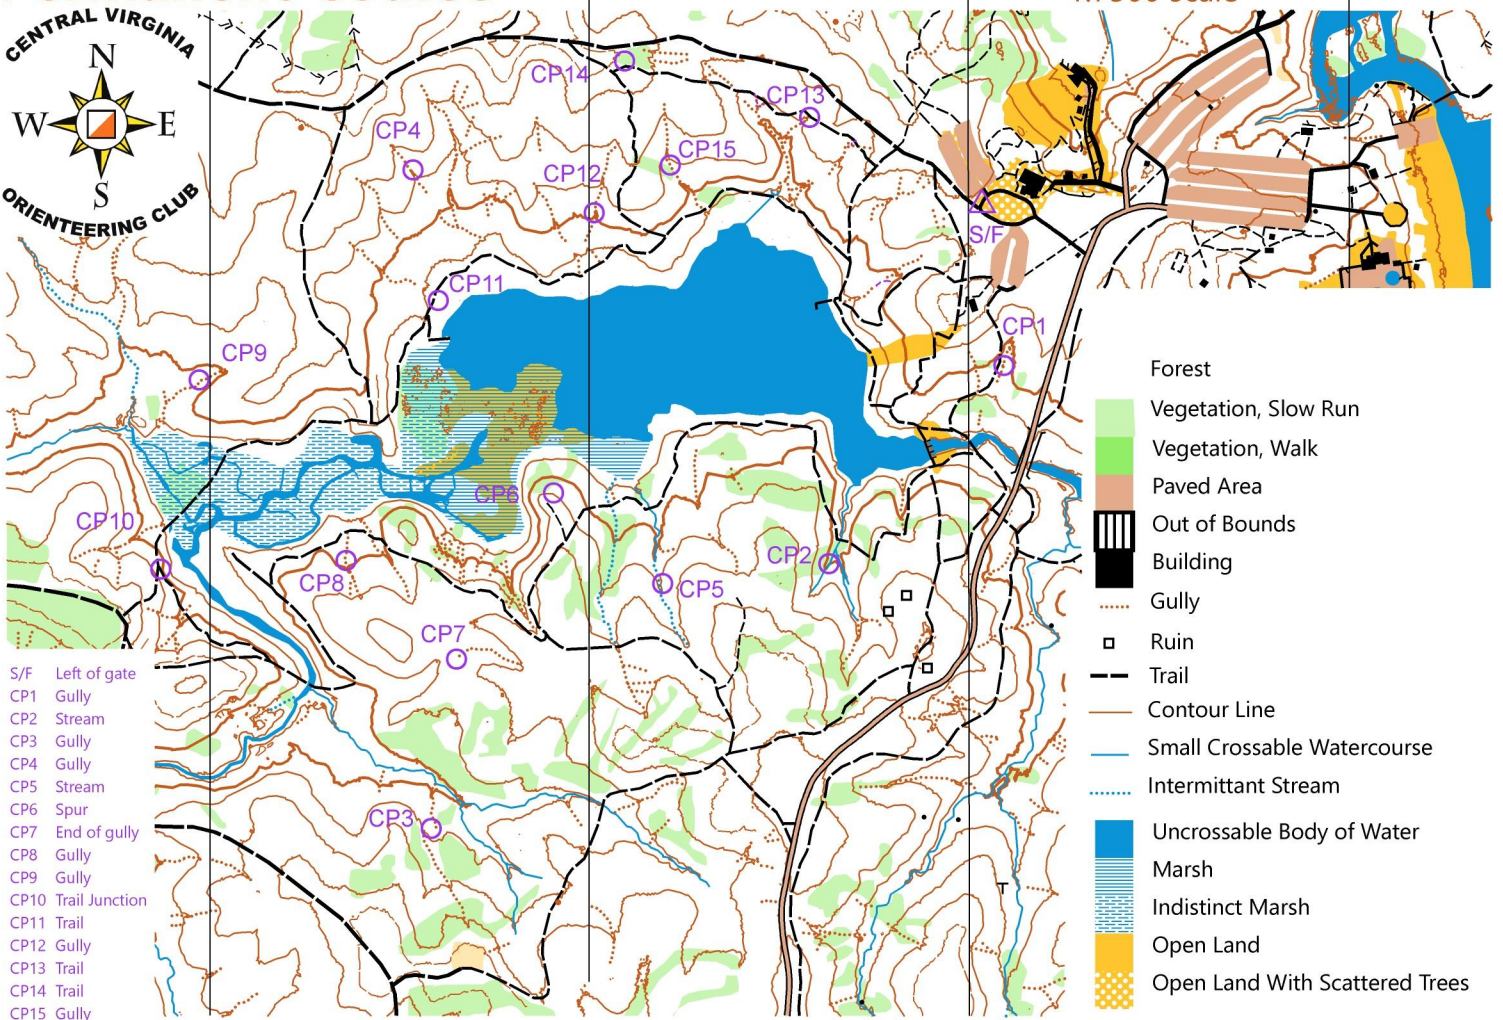 CENTRAL VIRGINIA
N
W
E
S
ORIENTEERING CLUB
CP14
CP13
CP4
CP15
CP12
S/F
CP11
CP1
CP9
CP6
CP10
CP2
CP8
CP5
CP7
CP3
Forest
Vegetation, Slow Run
Vegetation, Walk
Paved Area
Out of Bounds
Building
Gully
Ruin
Trail
Contour Line
Small Crossable Watercourse
Intermittant Stream
Uncrossable Body of Water
Marsh
Indistinct Marsh
Open Land
Open Land With Scattered Trees
S/F Left of gate
CP1 Gully
CP2 Stream
CP3 Gully
CP4 Gully
CP5 Stream
CP6 Spur
CP7 End of gully
CP8 Gully
CP9 Gully
CP10 Trail Junction
CP11 Trail
CP12 Gully
CP13 Trail
CP14 Trail
CP15 Gully